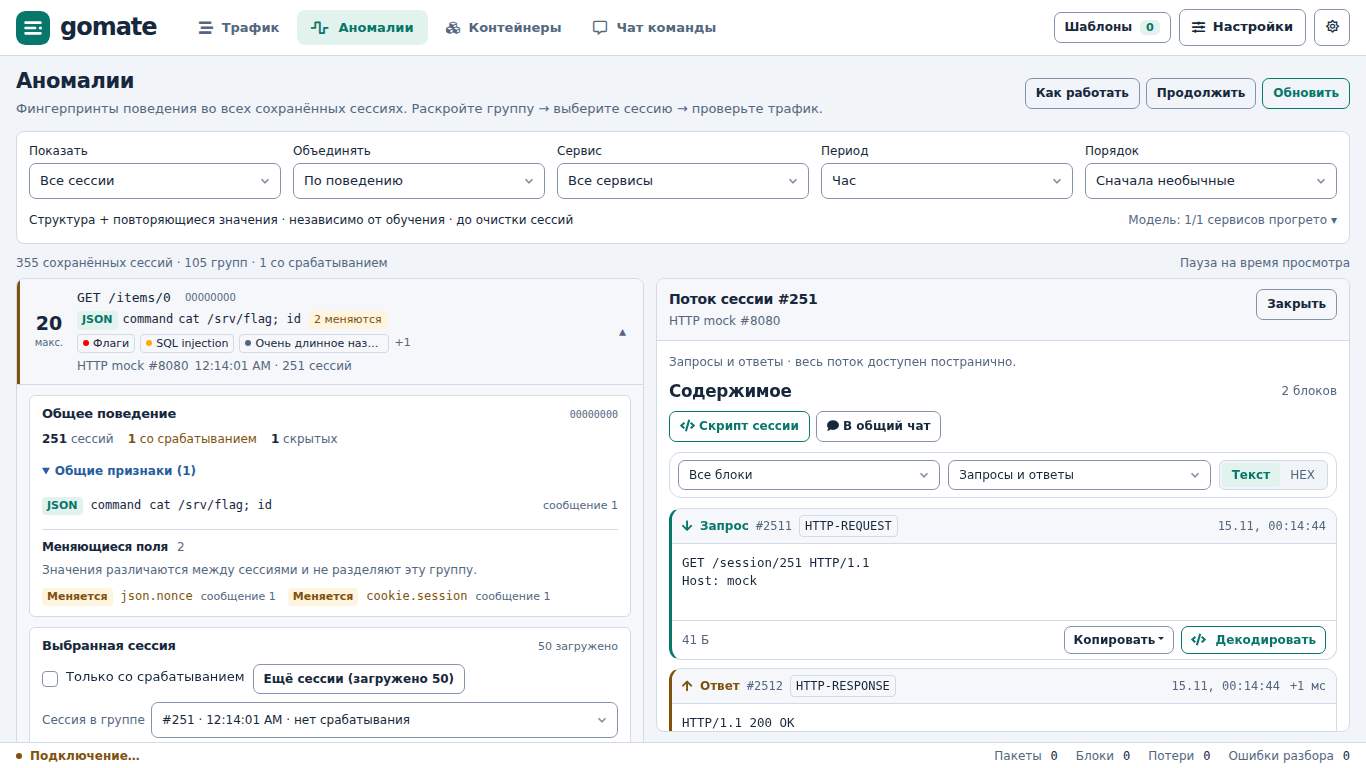 gomate
Трафик
Аномалии
Контейнеры
Чат команды
Шаблоны 0
Настройки
Аномалии
Фингерпринты поведения во всех сохранённых сессиях. Раскройте группу → выберите сессию → проверьте трафик.
Как работать
Продолжить
Обновить
Показать
Объединять
Сервис
Период
Порядок
Все сессии
По поведению
Все сервисы
Час
Сначала необычные
Структура + повторяющиеся значения · независимо от обучения · до очистки сессий
Модель: 1/1 сервисов прогрето ▾
355 сохранённых сессий · 105 групп · 1 со срабатыванием
Пауза на время просмотра
GET /items/0 00000000
20
макс.
JSON command cat /srv/flag; id 2 меняются
Флаги SQL injection Очень длинное наз… +1
HTTP mock #8080 12:14:01 AM · 251 сессий
▲
Общее поведение 00000000
251 сессий 1 со срабатыванием 1 скрытых
▼ Общие признаки (1)
JSON command cat /srv/flag; id сообщение 1
Меняющиеся поля 2
Значения различаются между сессиями и не разделяют эту группу.
Меняется json.nonce сообщение 1 Меняется cookie.session сообщение 1
Выбранная сессия 50 загружено
Только со срабатыванием Ещё сессии (загружено 50)
Сессия в группе #251 · 12:14:01 AM · нет срабатывания
Поток сессии #251
HTTP mock #8080
Закрыть
Запросы и ответы · весь поток доступен постранично.
Содержимое 2 блоков
Скрипт сессии
В общий чат
Все блоки
Запросы и ответы
Текст HEX
Запрос #2511 HTTP-REQUEST 15.11, 00:14:44
GET /session/251 HTTP/1.1
Host: mock
41 Б
Копировать
Декодировать
Ответ #2512 HTTP-RESPONSE 15.11, 00:14:44 +1 мс
HTTP/1.1 200 OK
Подключение…
Пакеты 0 Блоки 0 Потери 0 Ошибки разбора 0